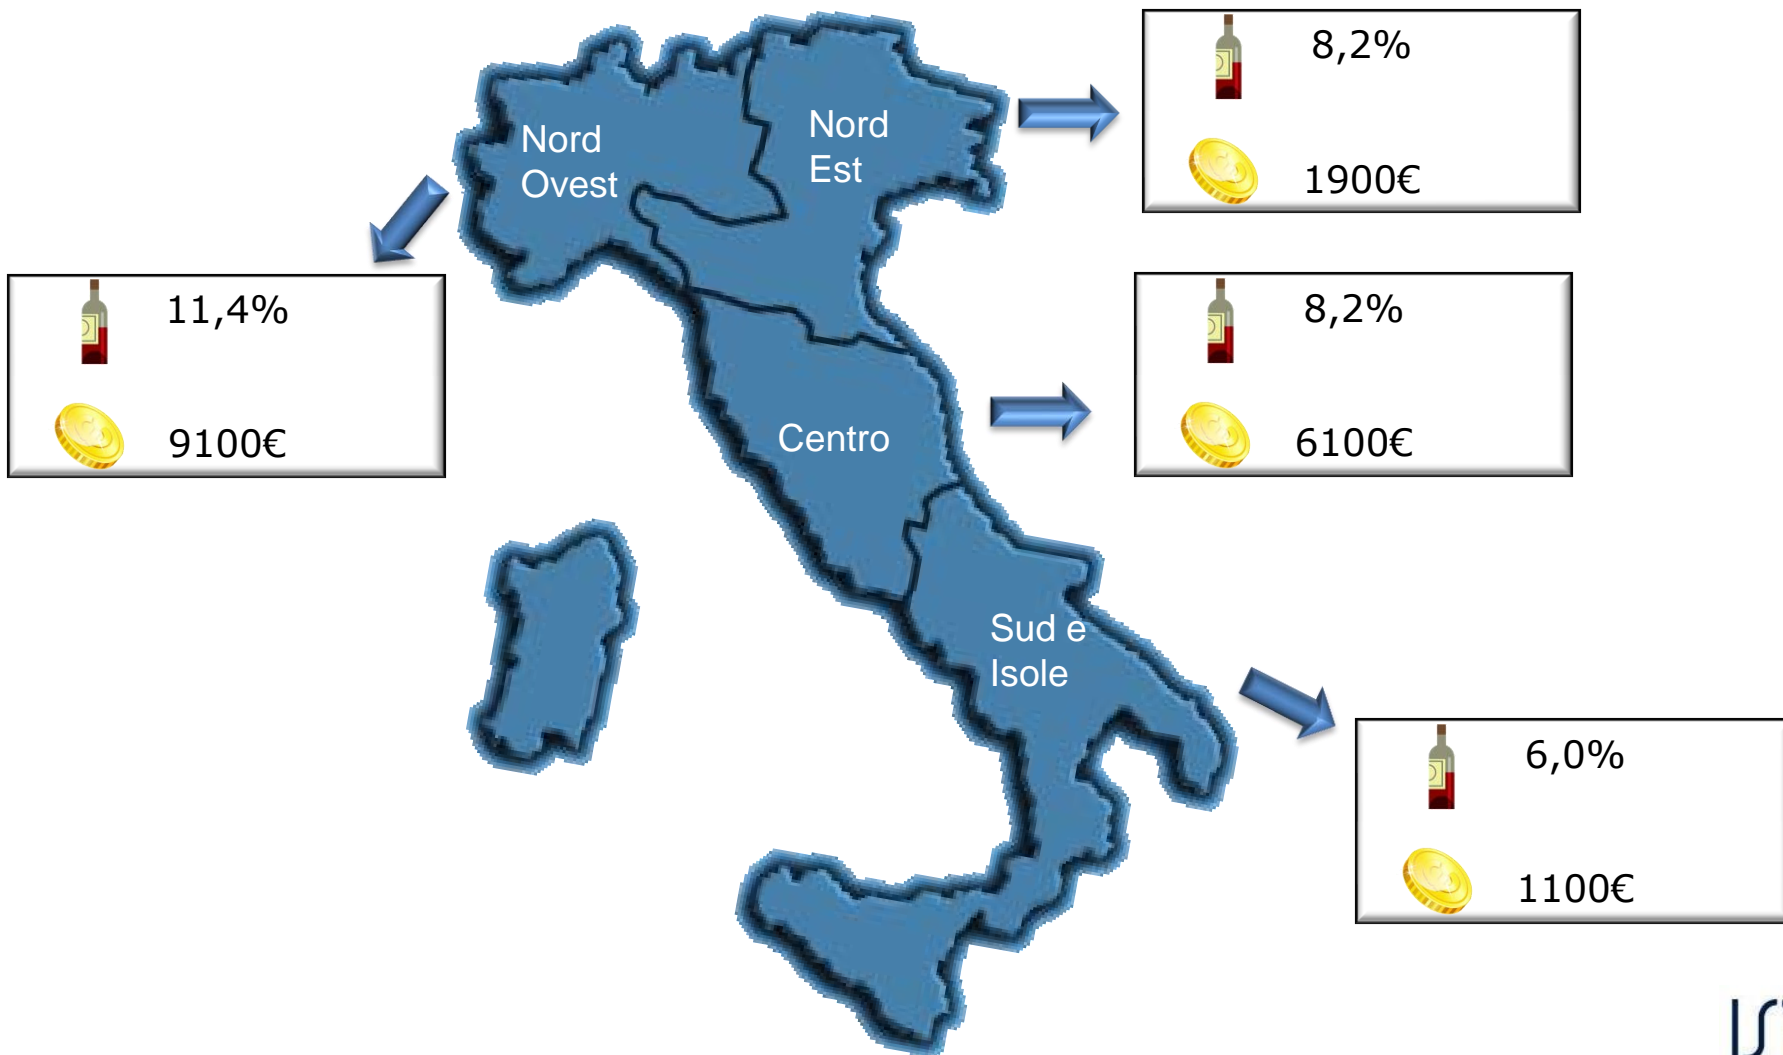 8,2%
1900€
Nord
Ovest
Nord
Est
11,4%
9100€
8,2%
6100€
Centro
Sud e
Isole
6,0%
1100€